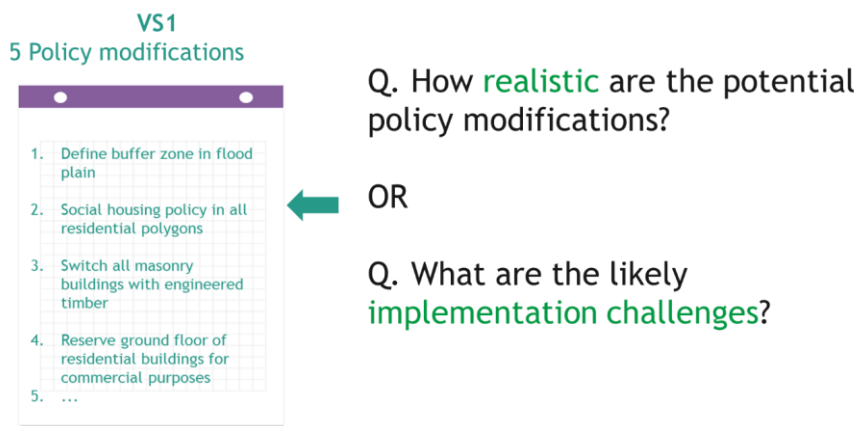 VS1
5 Policy modifications
1. Define buffer zone in flood
plain
2. Social housing policy in all
residential polygons
3. Switch all masonry
buildings with engineered
timber
4. Reserve ground floor of
residential buildings for
commercial purposes
5. ...
Q. How realistic are the potential
policy modifications?
OR
Q. What are the likely
implementation challenges?